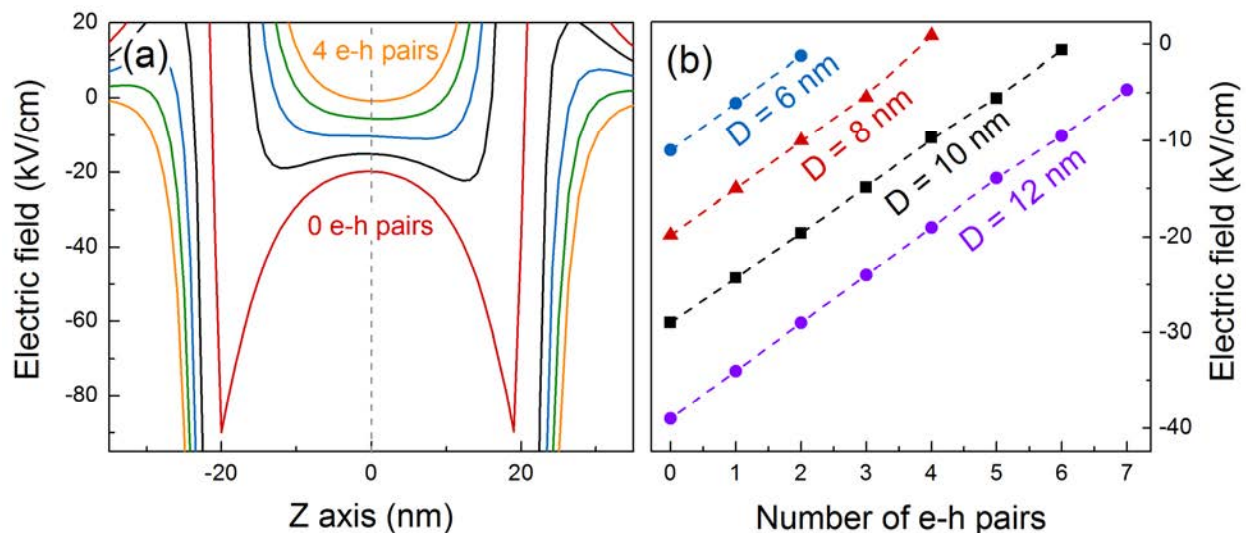 (a)
4 e-h pairs
0 e-h pairs
Electric field (kV/cm)
20
0
-20
-40
-60
-80
-20
0
20
Z axis (nm)
(b)
D = 6 nm
D = 8 nm
D = 10 nm
D = 12 nm
0
-10
-20
-30
-40
Electric field (kV/cm)
0
1
2
3
4
5
6
7
Number of e-h pairs